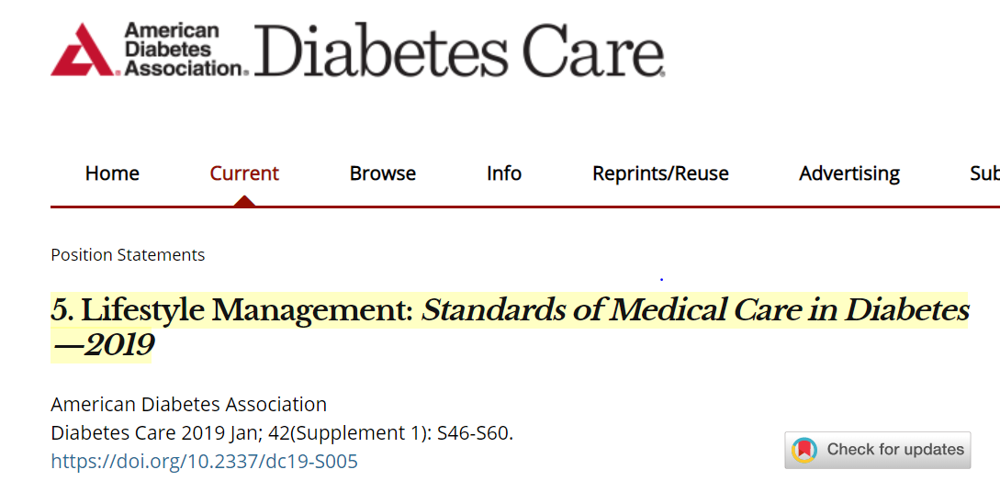 American
Diabetes
Association®
Diabetes Care®
Home Current Browse Info Reprints/Reuse Advertising Sub
Position Statements
5. Lifestyle Management: Standards of Medical Care in Diabetes
—2019
American Diabetes Association
Diabetes Care 2019 Jan; 42(Supplement 1): S46-S60.
https://doi.org/10.2337/dc19-S005
Check for updates